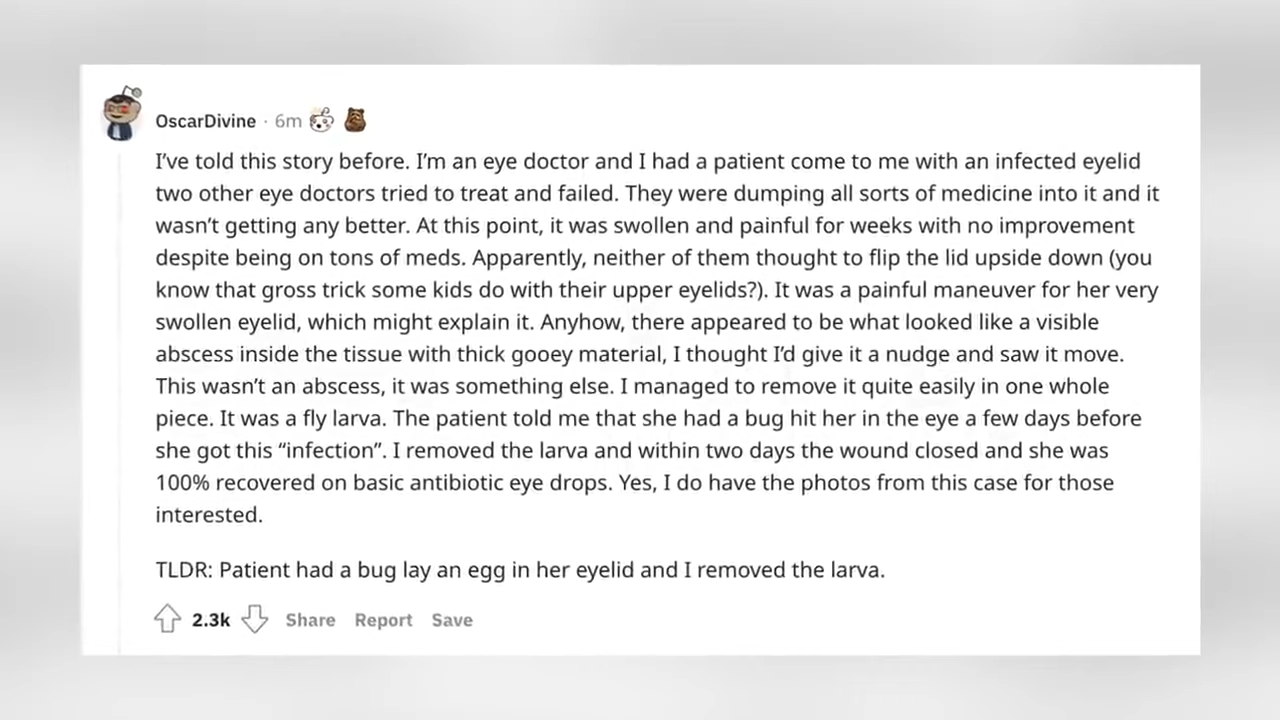 OscarDivine · 6m
I’ve told this story before. I’m an eye doctor and I had a patient come to me with an infected eyelid
two other eye doctors tried to treat and failed. They were dumping all sorts of medicine into it and it
wasn’t getting any better. At this point, it was swollen and painful for weeks with no improvement
despite being on tons of meds. Apparently, neither of them thought to flip the lid upside down (you
know that gross trick some kids do with their upper eyelids?). It was a painful maneuver for her very
swollen eyelid, which might explain it. Anyhow, there appeared to be what looked like a visible
abscess inside the tissue with thick gooey material, I thought I’d give it a nudge and saw it move.
This wasn’t an abscess, it was something else. I managed to remove it quite easily in one whole
piece. It was a fly larva. The patient told me that she had a bug hit her in the eye a few days before
she got this “infection”. I removed the larva and within two days the wound closed and she was
100% recovered on basic antibiotic eye drops. Yes, I do have the photos from this case for those
interested.
TLDR: Patient had a bug lay an egg in her eyelid and I removed the larva.
2.3k Share Report Save